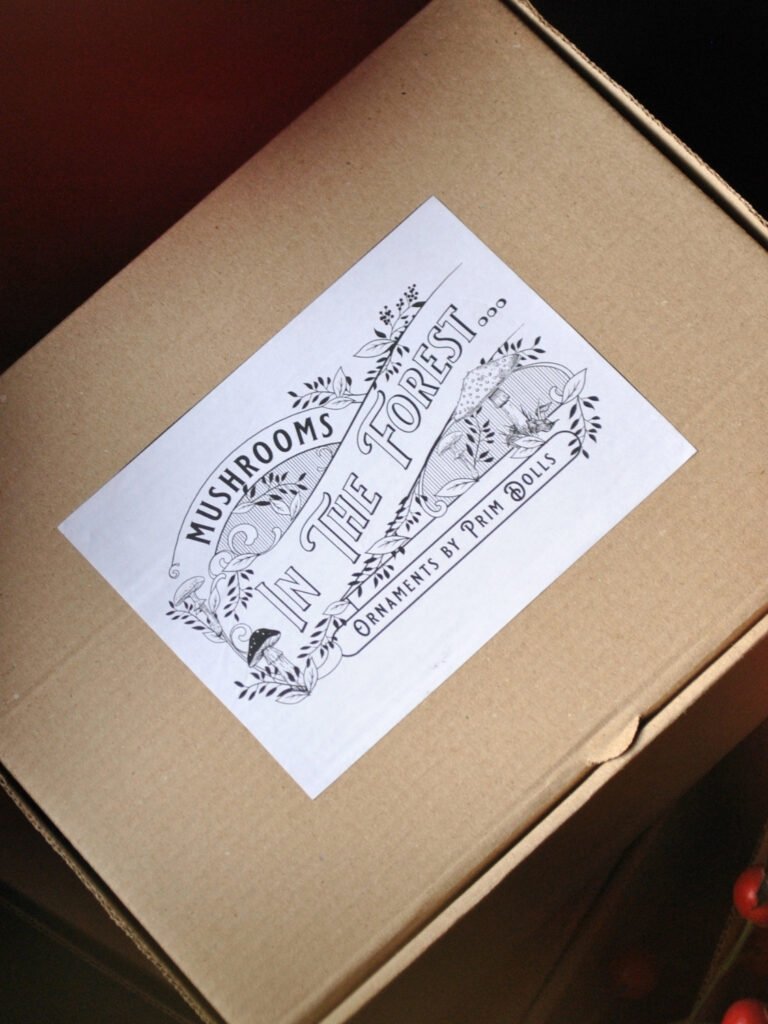 MUSHROOMS
IN THE FOREST...
ORNAMENTS BY PRIM DOLLS